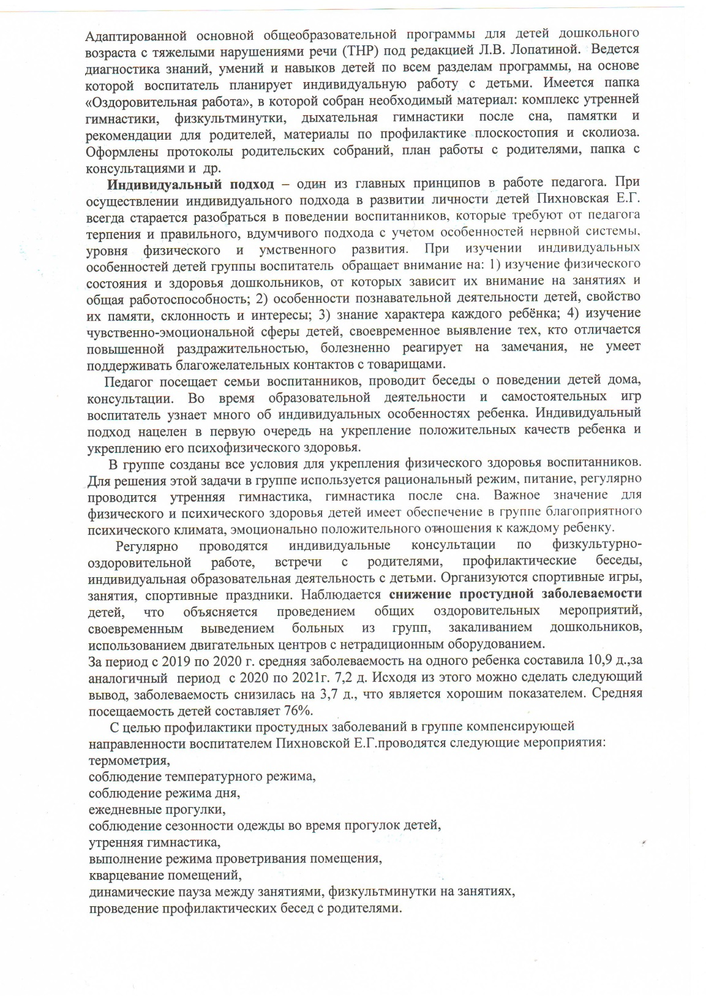 Адаптированной основной общеобразовательной программы для детей дошкольного
возраста с тяжелыми нарушениями речи (ТНР) под редакцией Л.В. Лопатиной. Ведется
диагностика знаний, умений и навыков детей по всем разделам программы, на основе
которой воспитатель планирует индивидуальную работу с детьми. Имеется папка
«Оздоровительная работа», в которой собран необходимый материал: комплекс утренней
гимнастики, физкультминутки, дыхательная гимнастики после сна, памятки и
рекомендации для родителей, материалы по профилактике плоскостопия и сколиоза.
Оформлены протоколы родительских собраний, план работы с родителями, папка с
консультациями и др.
Индивидуальный подход – один из главных принципов в работе педагога. При
осуществлении индивидуального подхода в развитии личности детей Пихновская Е.Г.
всегда старается разобраться в поведении воспитанников, которые требуют от педагога
терпения и правильного, вдумчивого подхода с учетом особенностей нервной системы,
уровня физического и умственного развития. При изучении индивидуальных
особенностей детей группы воспитатель обращает внимание на: 1) изучение физического
состояния и здоровья дошкольников, от которых зависит их внимание на занятиях и
общая работоспособность; 2) особенности познавательной деятельности детей, свойство
их памяти, склонность и интересы; 3) знание характера каждого ребёнка; 4) изучение
чувственно-эмоциональной сферы детей, своевременное выявление тех, кто отличается
повышенной раздражительностью, болезненно реагирует на замечания, не умеет
поддерживать благожелательных контактов с товарищами.
Педагог посещает семьи воспитанников, проводит беседы о поведении детей дома,
консультации. Во время образовательной деятельности и самостоятельных игр
воспитатель узнает много об индивидуальных особенностях ребенка. Индивидуальный
подход нацелен в первую очередь на укрепление положительных качеств ребенка и
укреплению его психофизического здоровья.
В группе созданы все условия для укрепления физического здоровья воспитанников.
Для решения этой задачи в группе используется рациональный режим, питание, регулярно
проводится утренняя гимнастика, гимнастика после сна. Важное значение для
физического и психического здоровья детей имеет обеспечение в группе благоприятного
психического климата, эмоционально положительного отношения к каждому ребенку.
Регулярно проводятся индивидуальные консультации по физкультурно-
оздоровительной работе, встречи с родителями, профилактические беседы,
индивидуальная образовательная деятельность с детьми. Организуются спортивные игры,
занятия, спортивные праздники. Наблюдается снижение простудной заболеваемости
детей, что объясняется проведением общих оздоровительных мероприятий,
своевременным выведением больных из групп, закаливанием дошкольников,
использованием двигательных центров с нетрадиционным оборудованием.
За период с 2019 по 2020 г. средняя заболеваемость на одного ребенка составила 10,9 д.,за
аналогичный период с 2020 по 2021г. 7,2 д. Исходя из этого можно сделать следующий
вывод, заболеваемость снизилась на 3,7 д., что является хорошим показателем. Средняя
посещаемость детей составляет 76%.
С целью профилактики простудных заболеваний в группе компенсирующей
направленности воспитателем Пихновской Е.Г.проводятся следующие мероприятия:
термометрия,
соблюдение температурного режима,
соблюдение режима дня,
ежедневные прогулки,
соблюдение сезонности одежды во время прогулок детей,
утренняя гимнастика,
выполнение режима проветривания помещения,
кварцевание помещений,
динамические пауза между занятиями, физкультминутки на занятиях,
проведение профилактических бесед с родителями.